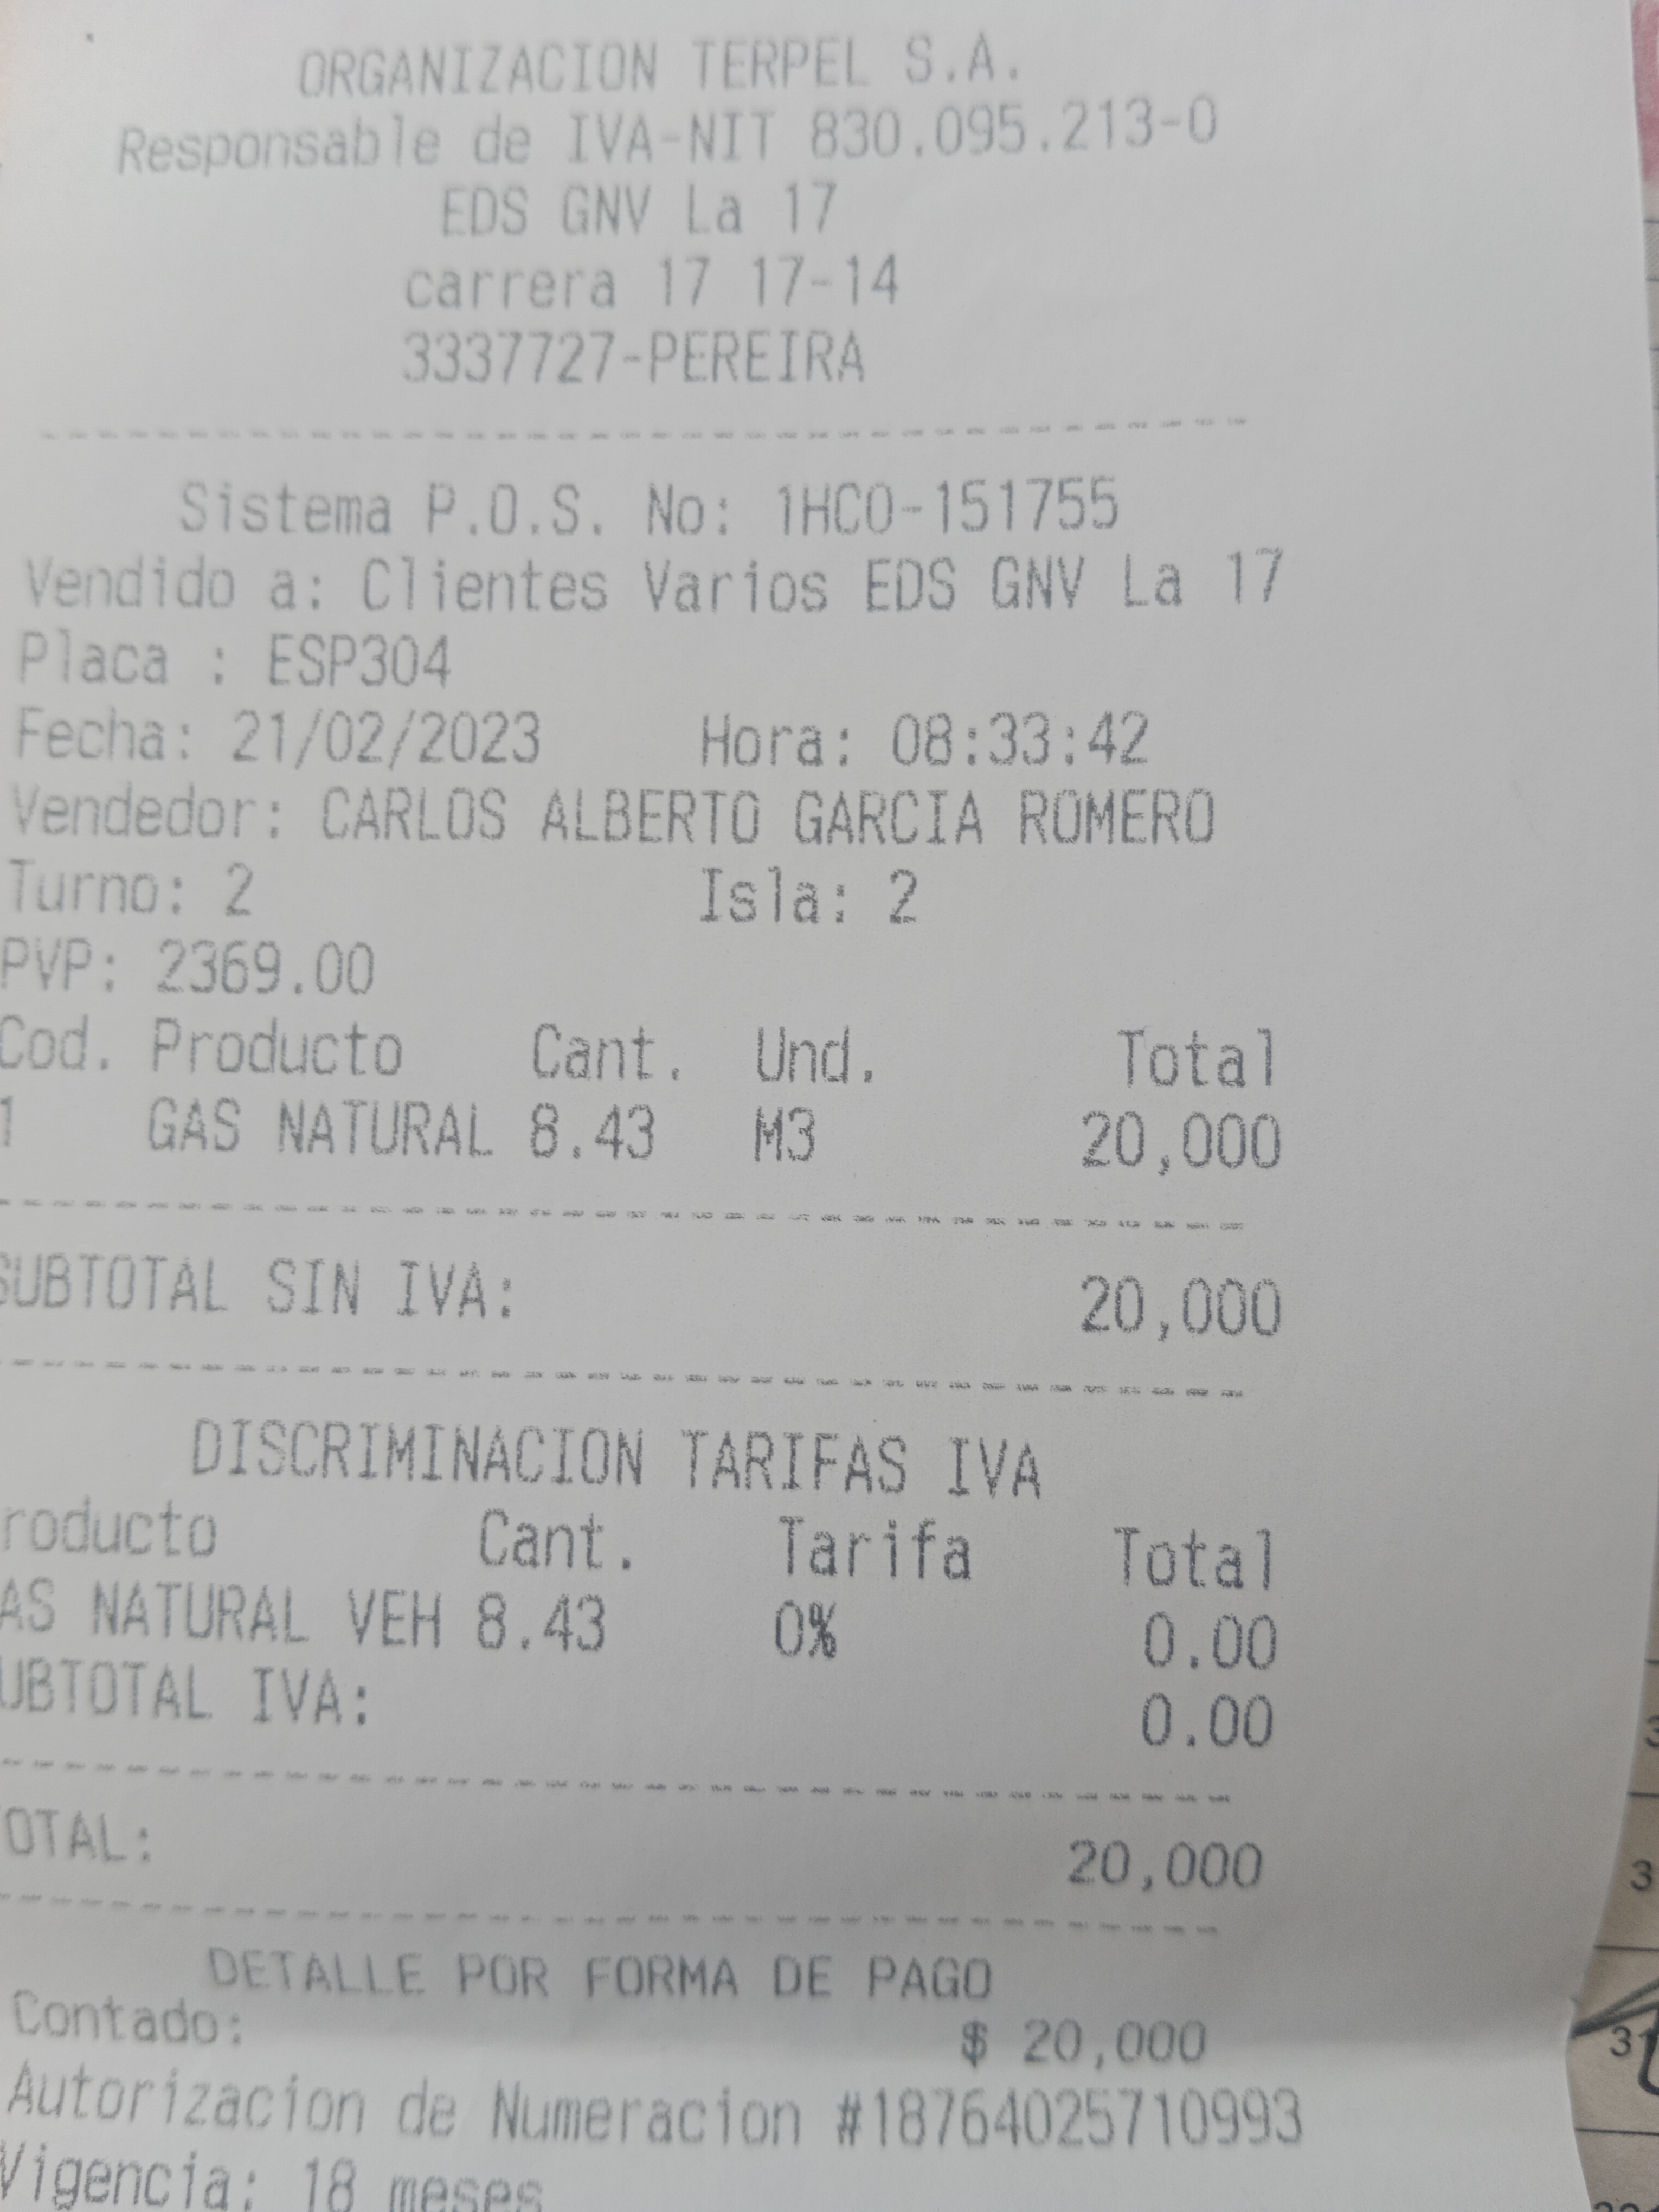 ORGANIZACION TERPEL S.A.
Responsable de IVA-NIT 830.095.213-0
EDS GNV La 17
carrera 17 17-14
3337727-PEREIRA
Sistema P.O.S. No: 1HCO-151755
Vendido a: Clientes Varios EDS GNV La 17
Placa : ESP304
Fecha: 21/02/2023 Hora: 08:33:42
Vendedor: CARLOS ALBERTO GARCIA ROMERO
Turno: 2 Isla: 2
PVP: 2369.00
Cod. Producto Cant. Und. Total
1 GAS NATURAL 8.43 M3 20,000
SUBTOTAL SIN IVA: 20,000
DISCRIMINACION TARIFAS IVA
roducto Cant. Tarifa Total
AS NATURAL VEH 8.43 0% 0.00
UBTOTAL IVA: 0.00
OTAL: 20,000
DETALLE POR FORMA DE PAGO
Contado: $ 20,000
Autorizacion de Numeracion #18764025710993
Vigencia: 18 meses
3
31